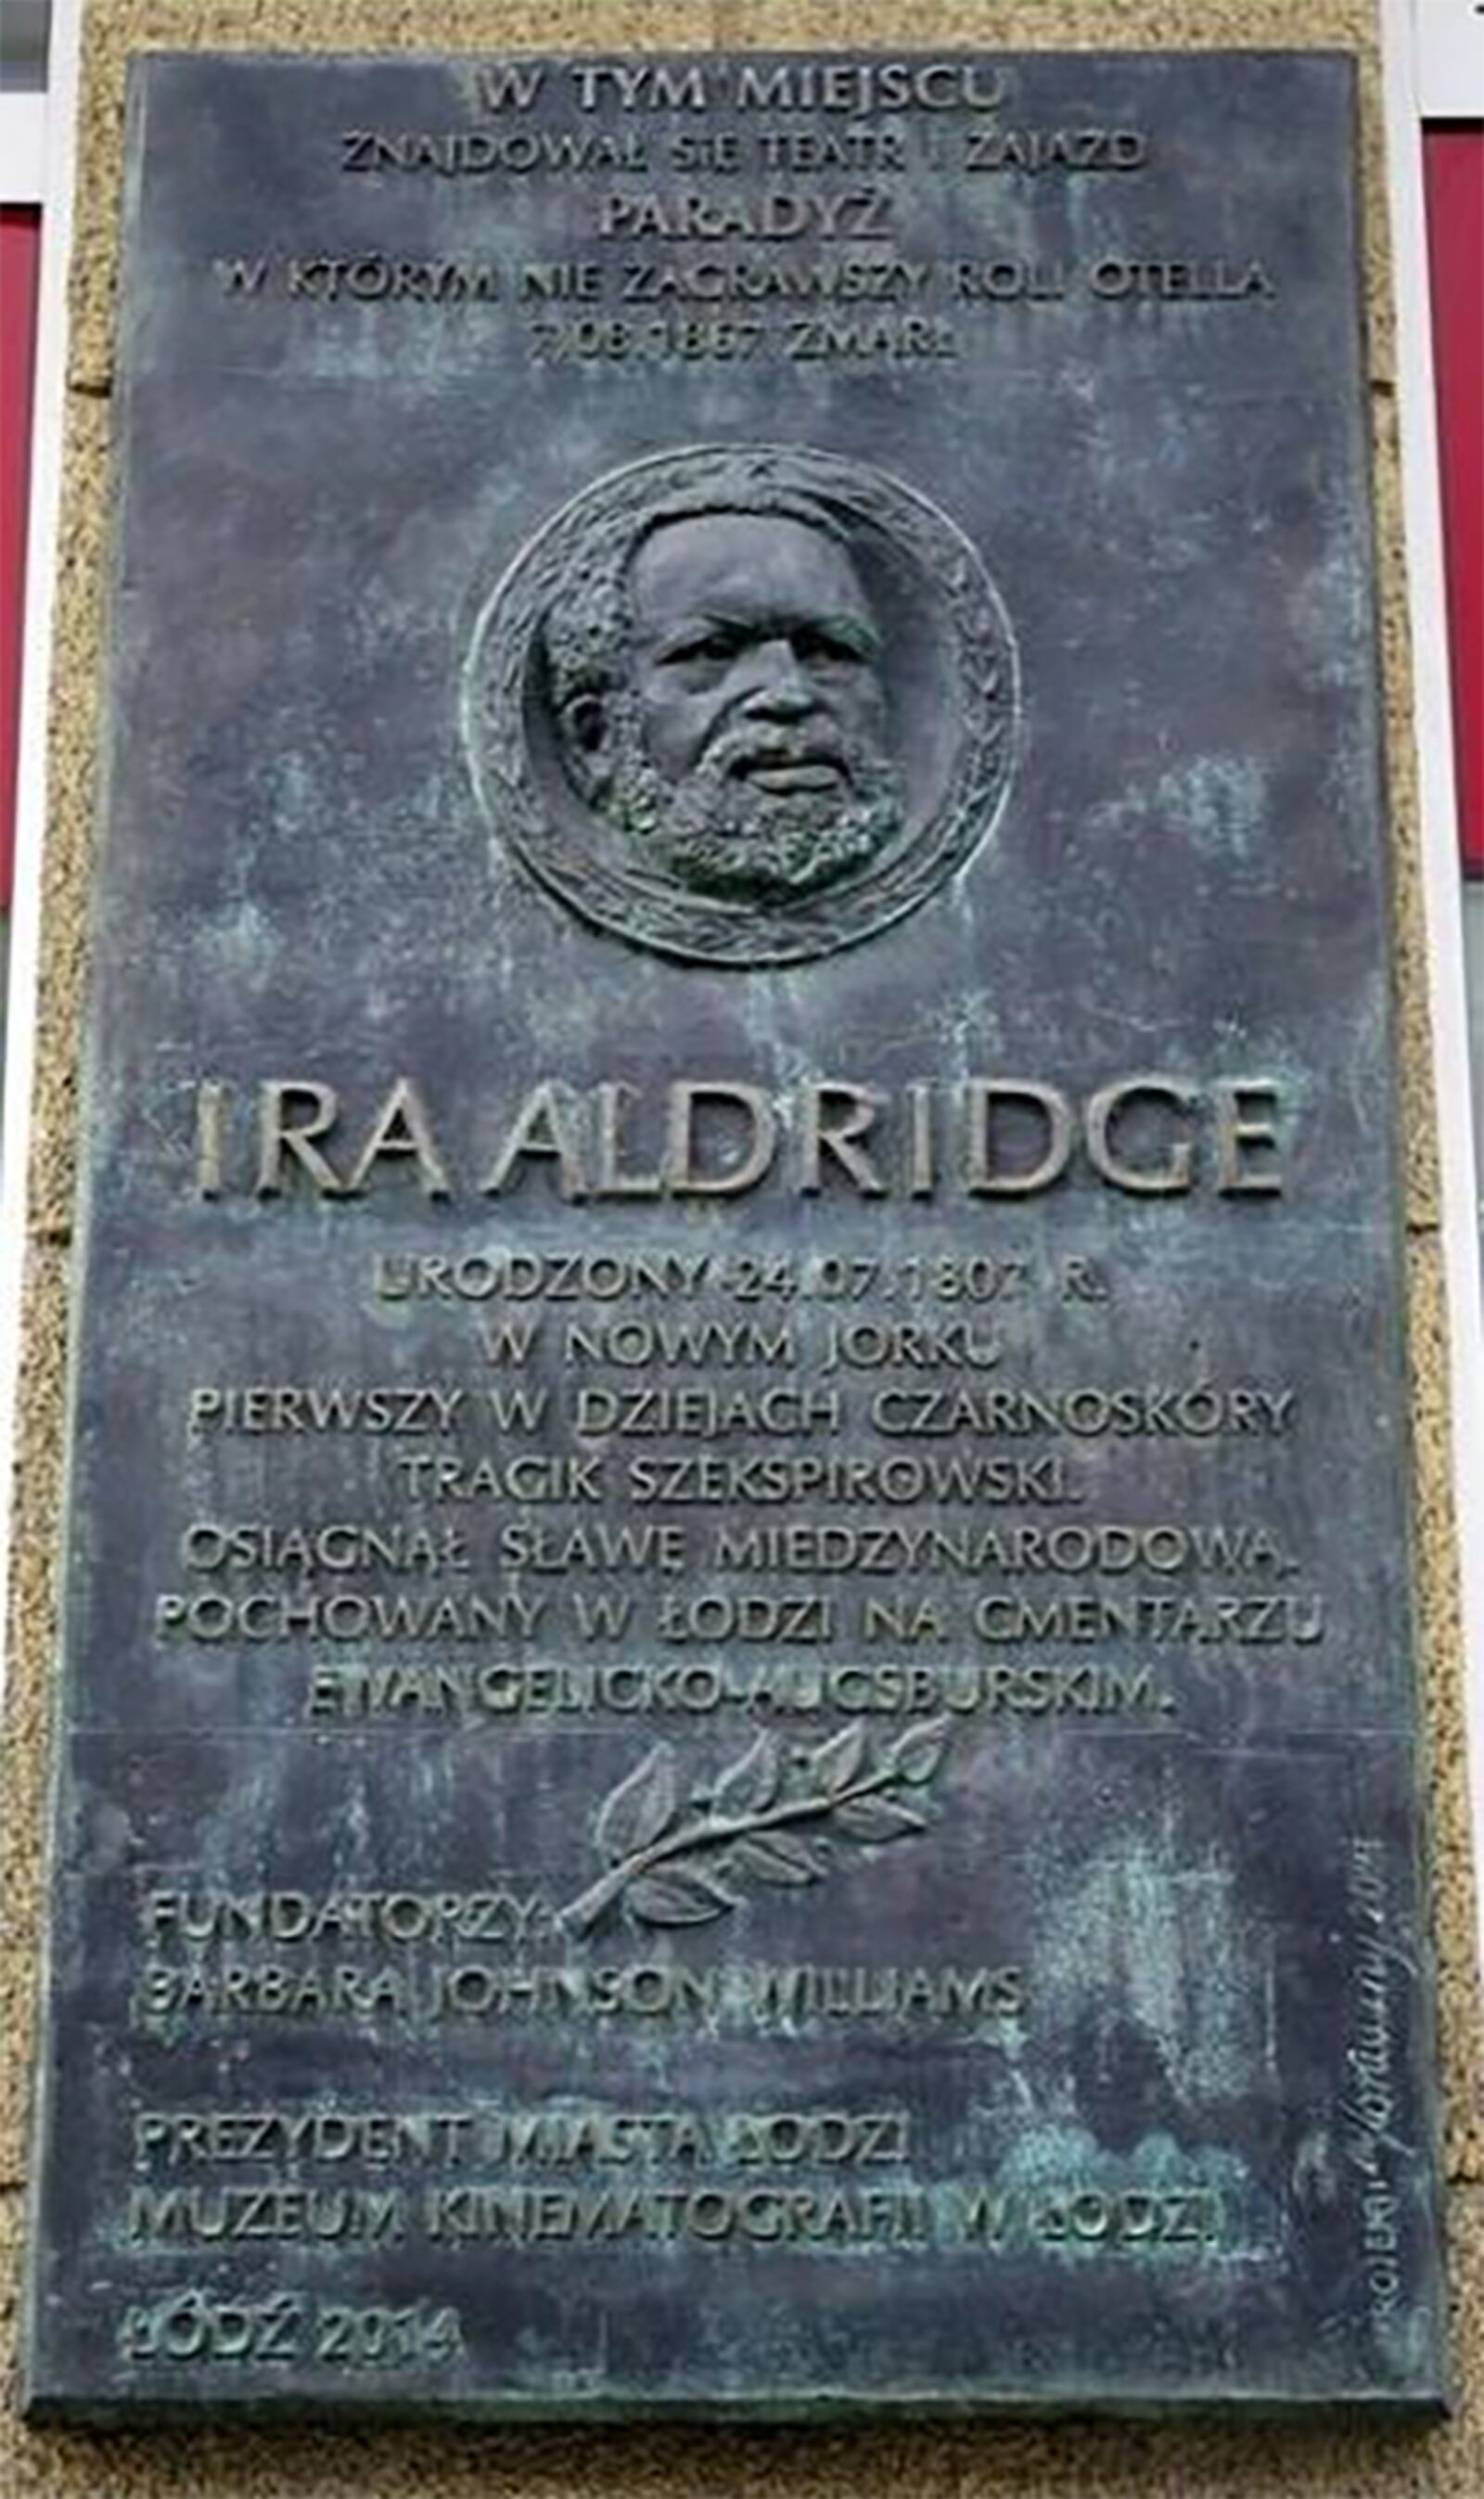 W TYM MIEJSCU
ZNAJDOWAŁ SIĘ TEATR I ZAJAZD
PARADYŻ
W KTÓRYM NIE ZAGRAWSZY ROLI OTELLA
7.08.1867 ZMARŁ
IRA ALDRIDGE
URODZONY 24.07.1807 R.
W NOWYM JORKU
PIERWSZY W DZIEJACH CZARNOSKÓRY
TRAGIK SZEKSPIROWSKI.
OSIĄGNĄŁ SŁAWĘ MIĘDZYNARODOWĄ.
POCHOWANY W ŁODZI NA CMENTARZU
EWANGELICKO-AUGSBURSKIM.
FUNDATORZY:
BARBARA JOHNSON WILLIAMS
PREZYDENT MIASTA ŁODZI
MUZEUM KINEMATOGRAFII W ŁODZI
ŁÓDŹ 2014
ROBERT